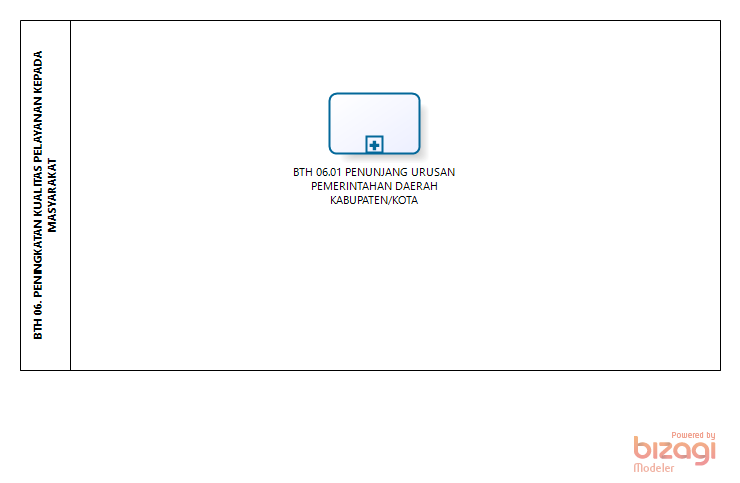 BTH 06. PENINGKATAN KUALITAS PELAYANAN KEPADA
MASYARAKAT
BTH 06.01 PENUNJANG URUSAN
PEMERINTAHAN DAERAH
KABUPATEN/KOTA
Powered by
bizagi
Modeler